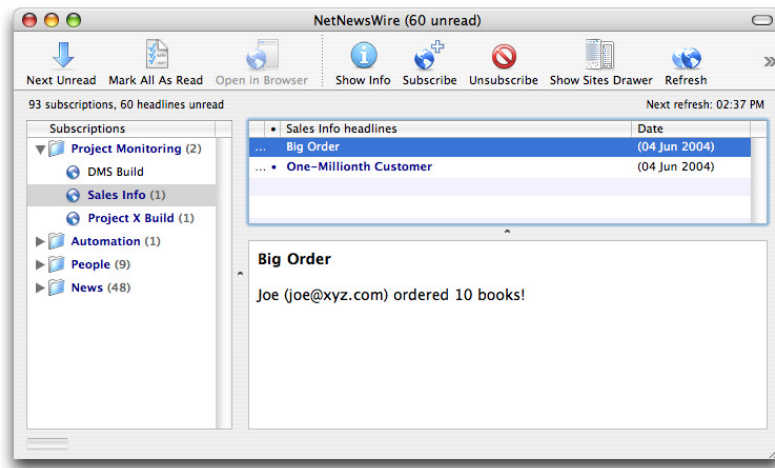 NetNewsWire (60 unread)
Next Unread Mark All As Read Open in Browser Show Info Subscribe Unsubscribe Show Sites Drawer Refresh »
93 subscriptions, 60 headlines unread Next refresh: 02:37 PM
Subscriptions
Project Monitoring (2)
DMS Build
Sales Info (1)
Project X Build (1)
Automation (1)
People (9)
News (48)
• Sales Info headlines Date
... Big Order (04 Jun 2004)
... • One-Millionth Customer (04 Jun 2004)
Big Order
Joe (joe@xyz.com) ordered 10 books!